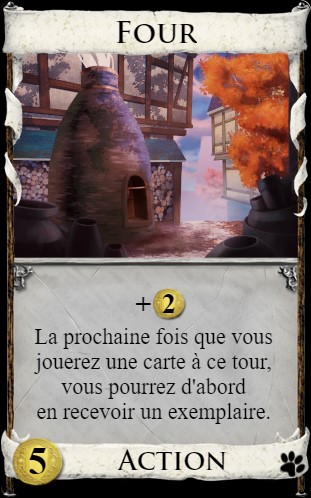 Four
+2
La prochaine fois que vous
jouerez une carte à ce tour,
vous pourrez d'abord
en recevoir un exemplaire.
5 Action